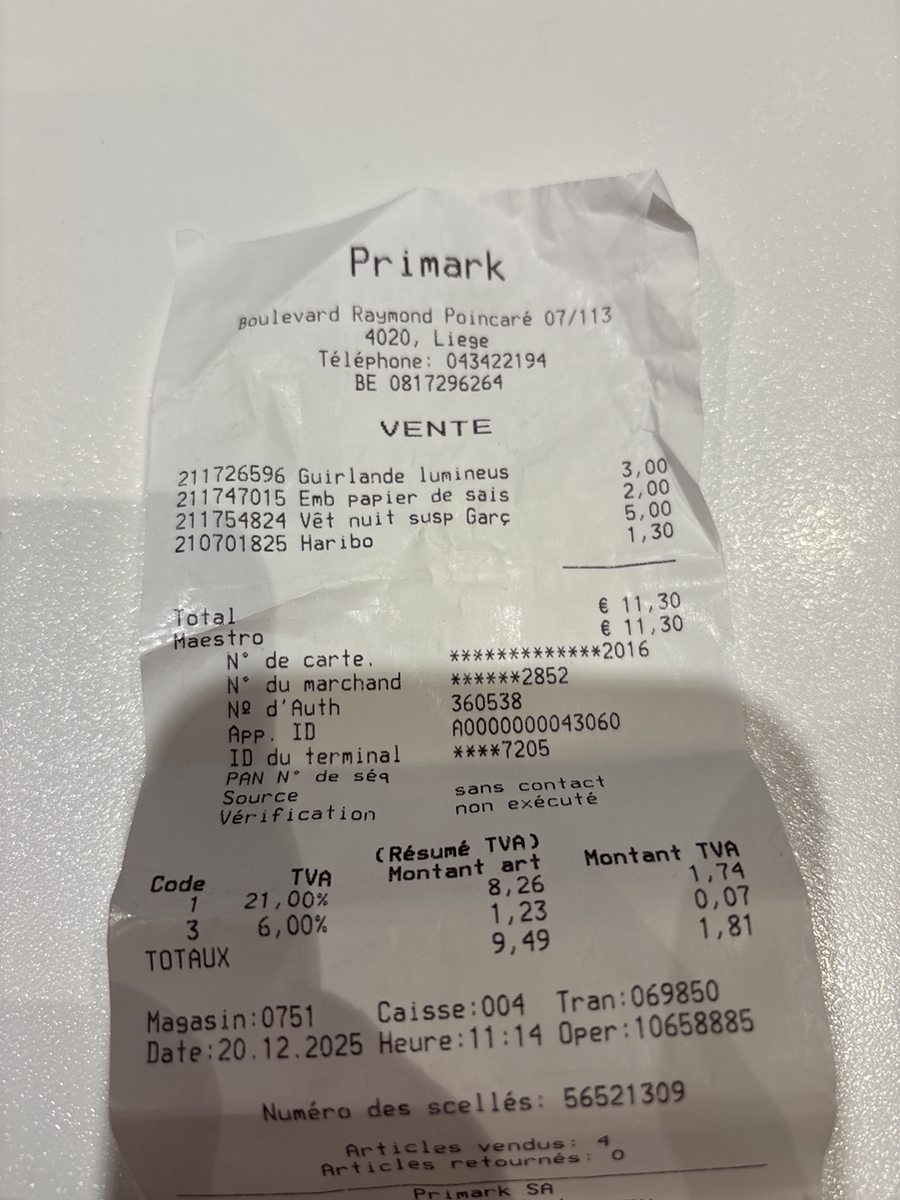 Primark
Boulevard Raymond Poincaré 07/113
4020, Liege
Téléphone: 043422194
BE 0817296264
VENTE
211726596 Guirlande lumineus 3,00
211747015 Emb papier de sais 2,00
211754824 Vêt nuit susp Garç 5,00
210701825 Haribo 1,30
Total € 11,30
Maestro € 11,30
N° de carte. *************2016
N° du marchand ******2852
Nº d'Auth 360538
App. ID A0000000043060
ID du terminal ****7205
PAN N° de séq
Source sans contact
Vérification non exécuté
(Résumé TVA)
Code TVA Montant art Montant TVA
1 21,00% 8,26 1,74
3 6,00% 1,23 0,07
TOTAUX 9,49 1,81
Magasin:0751 Caisse:004 Tran:069850
Date:20.12.2025 Heure:11:14 Oper:10658885
Numéro des scellés: 56521309
Articles vendus: 4
Articles retournés: 0
Primark SA